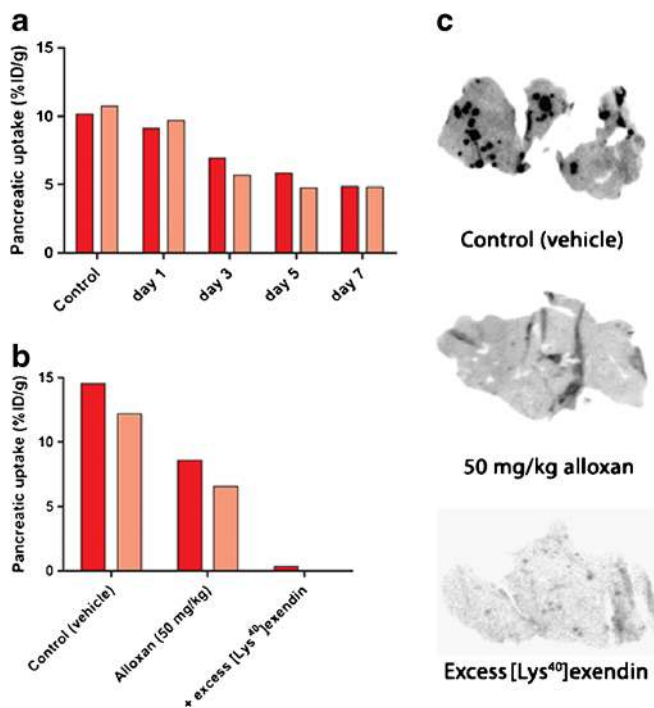 a
Pancreatic uptake (%ID/g)
15
10
5
0
Control
day 1
day 3
day 5
day 7
b
Pancreatic uptake (%ID/g)
15
10
5
0
Control (vehicle)
Alloxan (50 mg/kg)
+ excess [Lys⁴⁰]exendin
c
Control (vehicle)
50 mg/kg alloxan
Excess [Lys⁴⁰]exendin